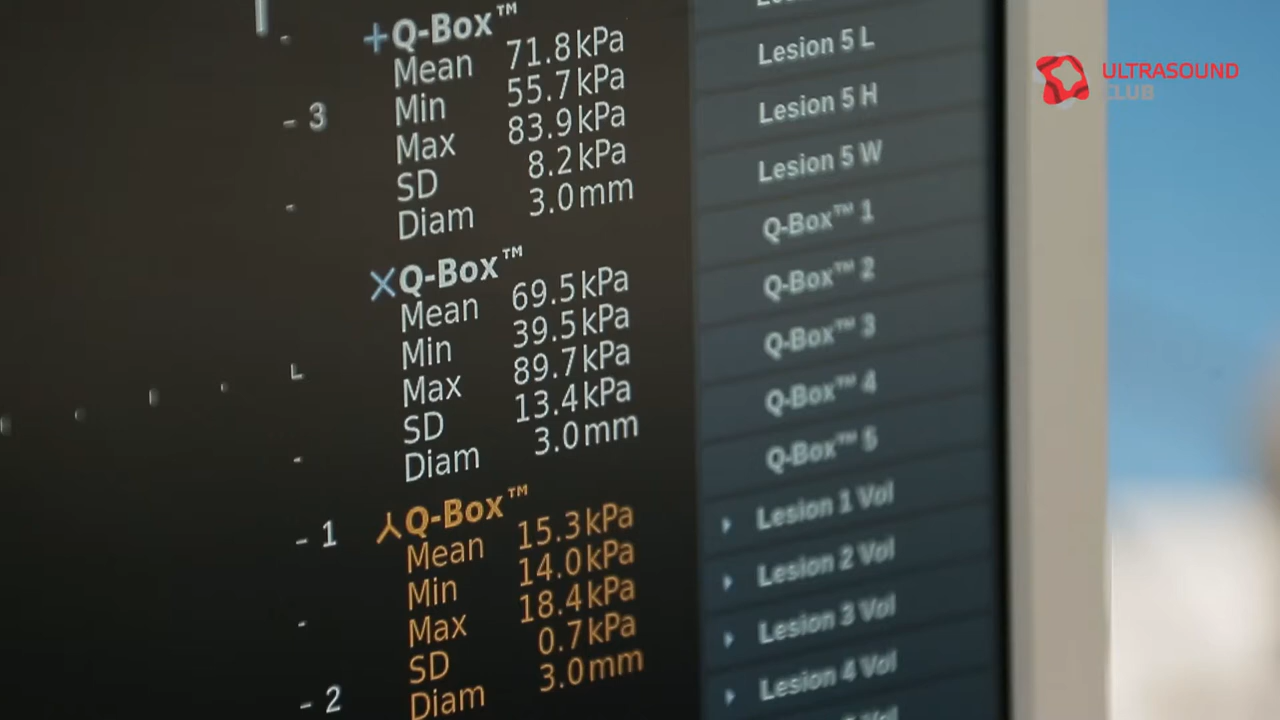 +Q-Box™
Mean 71.8 kPa
Min 55.7 kPa
Max 83.9 kPa
SD 8.2 kPa
Diam 3.0 mm
×Q-Box™
Mean 69.5 kPa
Min 39.5 kPa
Max 89.7 kPa
SD 13.4 kPa
Diam 3.0 mm
⅄Q-Box™
Mean 15.3 kPa
Min 14.0 kPa
Max 18.4 kPa
SD 0.7 kPa
Diam 3.0 mm
- 3
- 1
- 2
Lesion 5 L
Lesion 5 H
Lesion 5 W
Q-Box™ 1
Q-Box™ 2
Q-Box™ 3
Q-Box™ 4
Q-Box™ 5
Lesion 1 Vol
Lesion 2 Vol
Lesion 3 Vol
Lesion 4 Vol
ULTRASOUND
CLUB